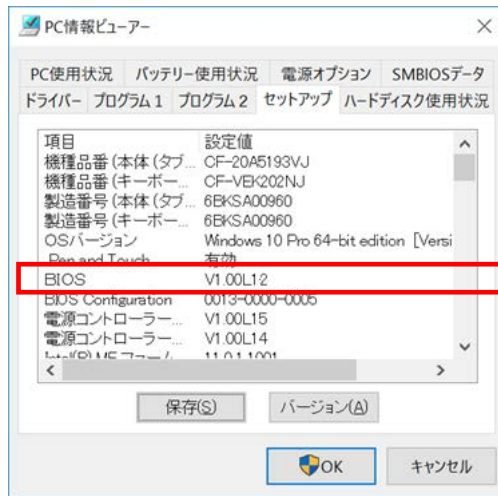 PC情報ビューアー
PC使用状況 バッテリー使用状況 電源オプション SMBIOSデータ
ドライバー プログラム1 プログラム2 セットアップ ハードディスク使用状況
項目 設定値
機種品番(本体(タブ... CF-20A5193VJ
機種品番(キーボー... CF-VEK202NJ
製造番号(本体(タブ... 6BKSA00960
製造番号(キーボー... 6BKSA00960
OSバージョン Windows 10 Pro 64-bit edition [Versi
Pen and Touch 有効
BIOS V1.00L12
BIOS Configuration 0013-0000-0005
電源コントローラー... V1.00L15
電源コントローラー... V1.00L14
Intel(R) ME ファーム 11.0.1.1001
保存(S) バージョン(A)
OK キャンセル